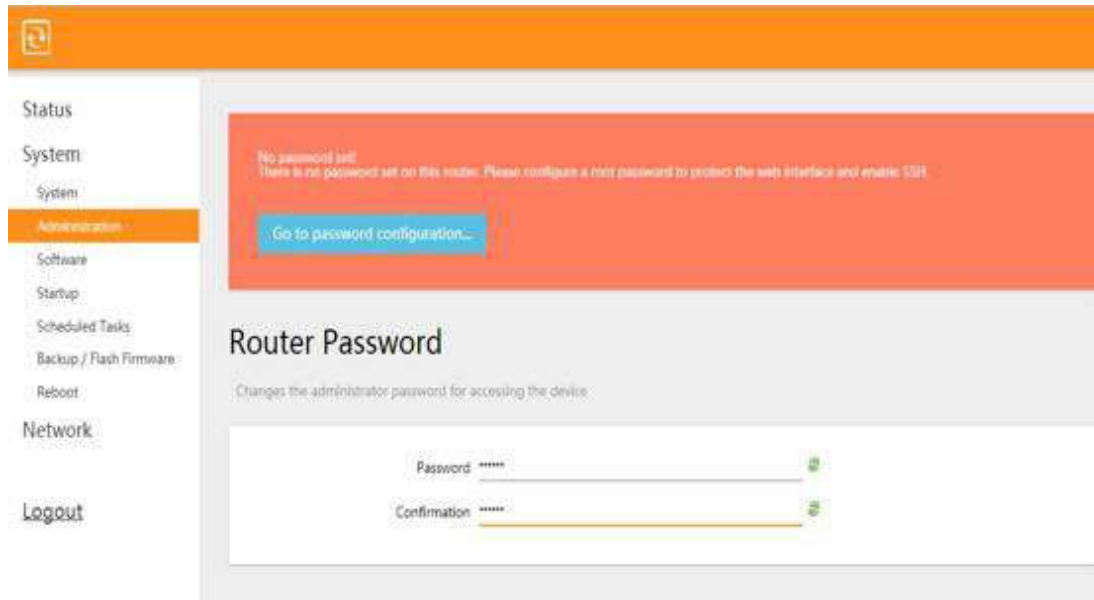 Status
System
System
Administration
Software
Startup
Scheduled Tasks
Backup / Flash Firmware
Reboot
Network
Logout
No password set!
There is no password set on this router. Please configure a root password to protect the web interface and enable SSH.
Go to password configuration...
Router Password
Changes the administrator password for accessing the device
Password ••••••
Confirmation ••••••